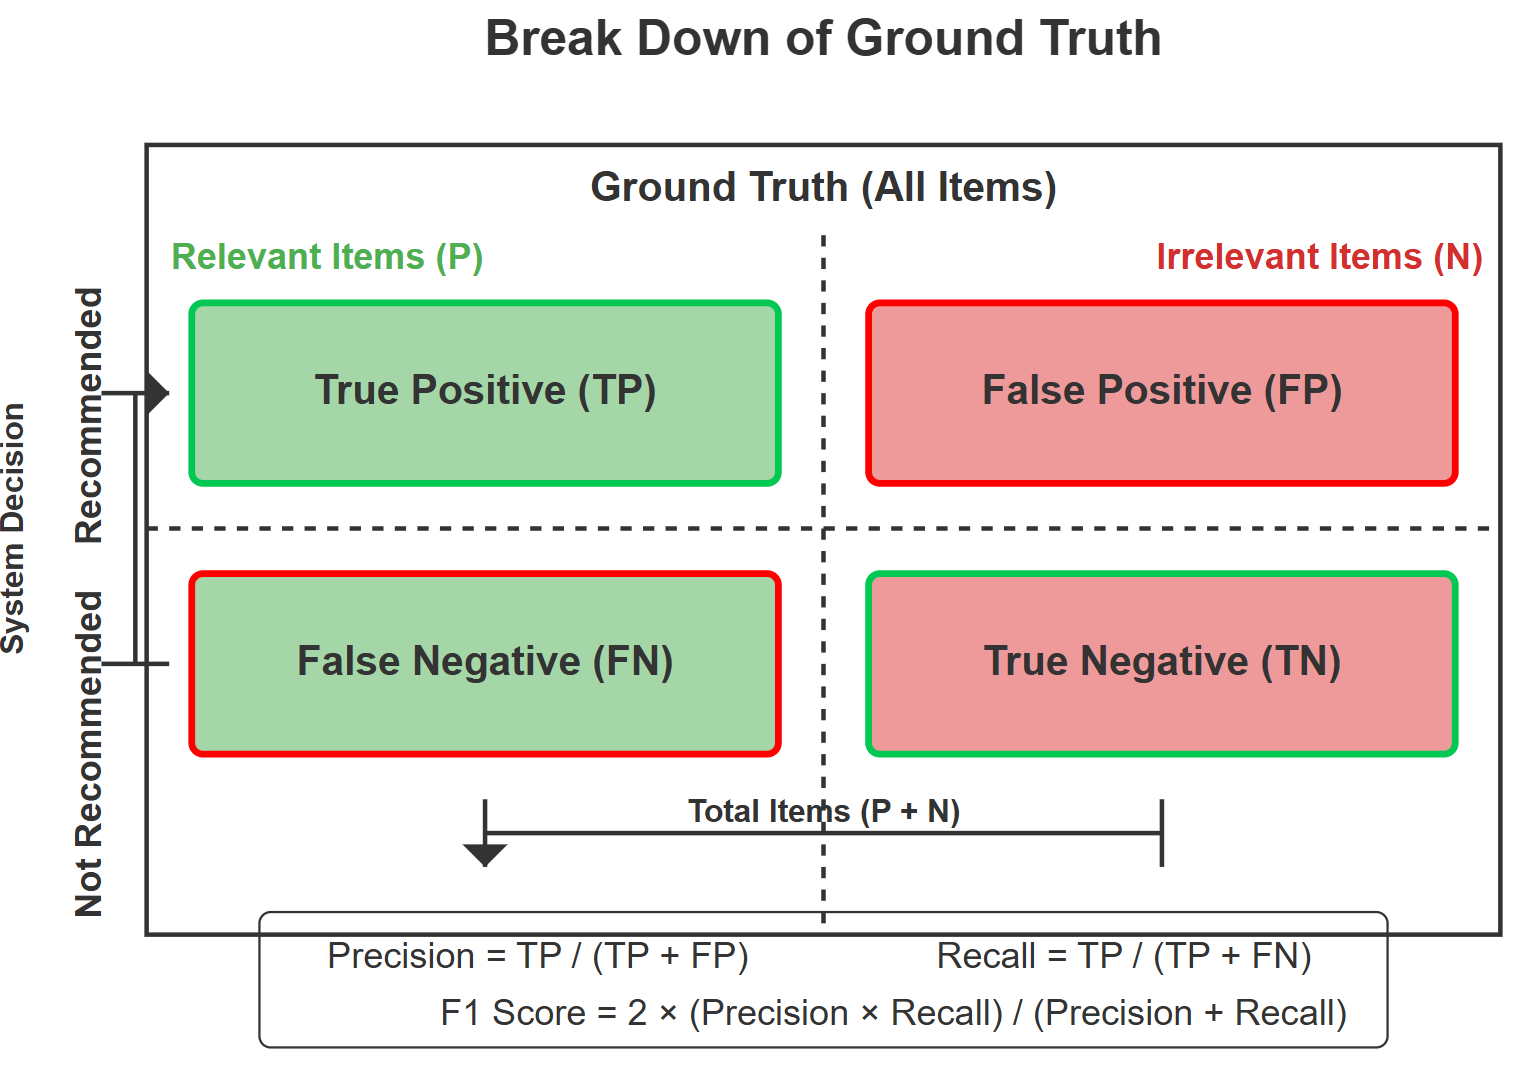 Break Down of Ground Truth
Ground Truth (All Items)
Relevant Items (P)
Irrelevant Items (N)
System Decision
Recommended
True Positive (TP)
False Positive (FP)
Not Recommended
False Negative (FN)
True Negative (TN)
Total Items (P + N)
Precision = TP / (TP + FP)
Recall = TP / (TP + FN)
F1 Score = 2 × (Precision × Recall) / (Precision + Recall)